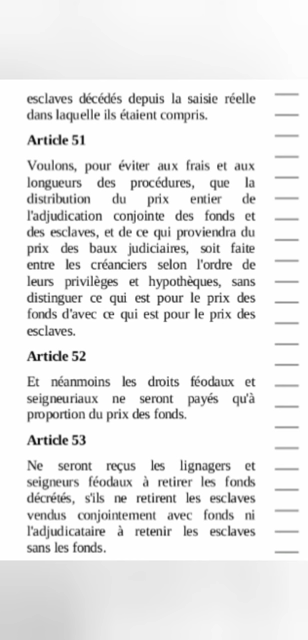 esclaves décédés depuis la saisie réelle
dans laquelle ils étaient compris.
Article 51
Voulons, pour éviter aux frais et aux
longueurs des procédures, que la
distribution du prix entier de
l'adjudication conjointe des fonds et
des esclaves, et de ce qui proviendra du
prix des baux judiciaires, soit faite
entre les créanciers selon l'ordre de
leurs privilèges et hypothèques, sans
distinguer ce qui est pour le prix des
fonds d'avec ce qui est pour le prix des
esclaves.
Article 52
Et néanmoins les droits féodaux et
seigneuriaux ne seront payés qu'à
proportion du prix des fonds.
Article 53
Ne seront reçus les lignagers et
seigneurs féodaux à retirer les fonds
décrétés, s'ils ne retirent les esclaves
vendus conjointement avec fonds ni
l'adjudicataire à retenir les esclaves
sans les fonds.